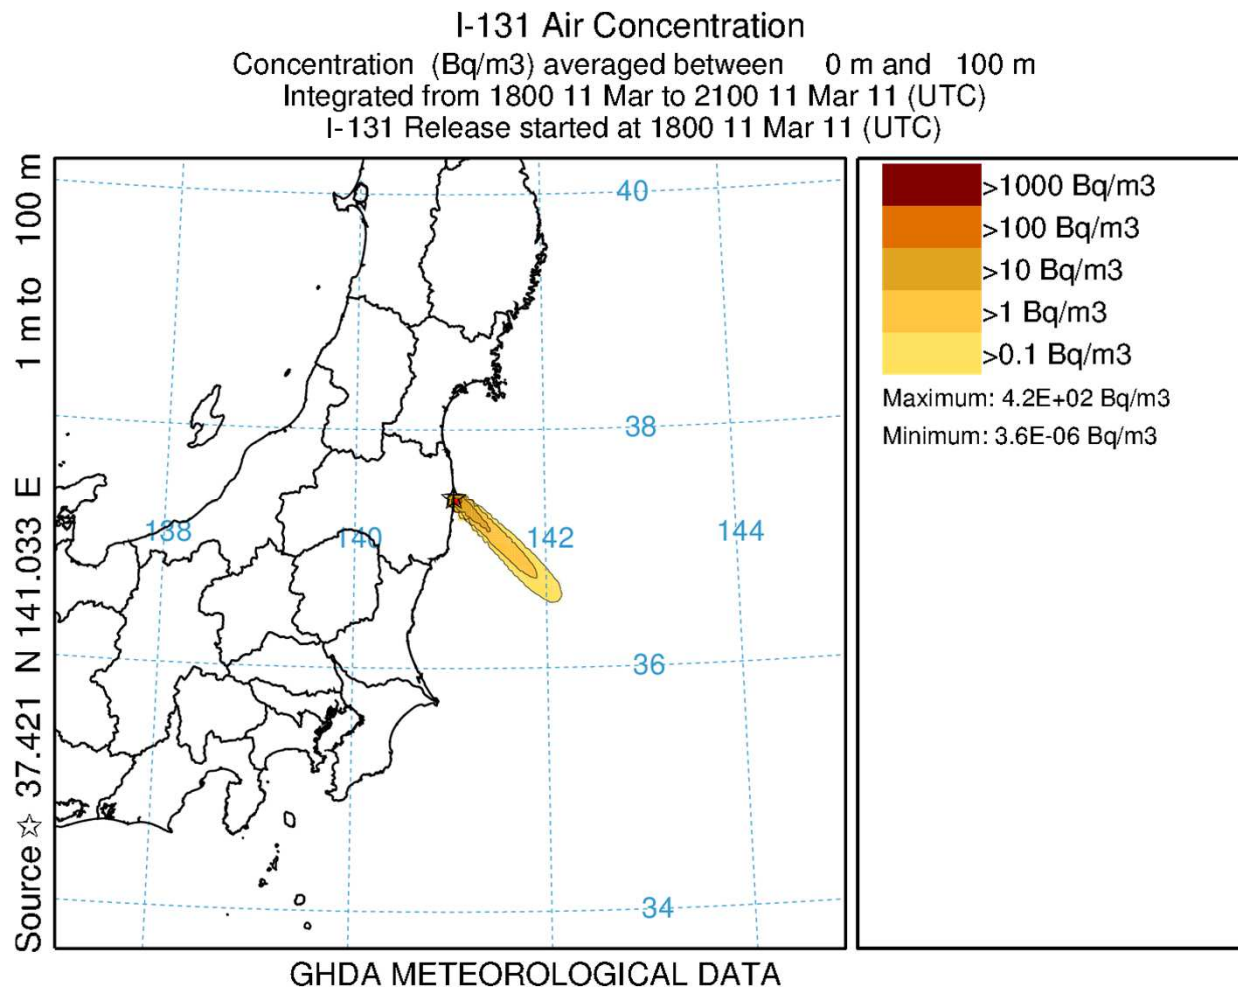 I-131 Air Concentration
Concentration (Bq/m3) averaged between 0 m and 100 m
Integrated from 1800 11 Mar to 2100 11 Mar 11 (UTC)
I-131 Release started at 1800 11 Mar 11 (UTC)
Source ☆ 37.421 N 141.033 E 1 m to 100 m
40
38
138
140
142
144
36
34
>1000 Bq/m3
>100 Bq/m3
>10 Bq/m3
>1 Bq/m3
>0.1 Bq/m3
Maximum: 4.2E+02 Bq/m3
Minimum: 3.6E-06 Bq/m3
GHDA METEOROLOGICAL DATA